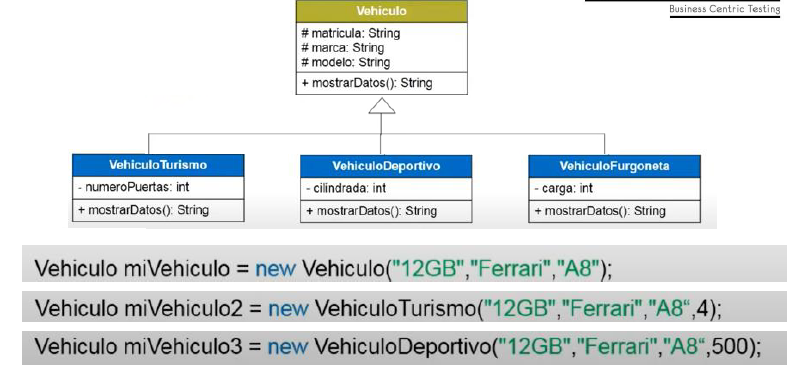 Business Centric Testing
Vehiculo
# matricula: String
# marca: String
# modelo: String
+ mostrarDatos(): String
VehiculoTurismo
- numeroPuertas: int
+ mostrarDatos(): String
VehiculoDeportivo
- cilindrada: int
+ mostrarDatos(): String
VehiculoFurgoneta
- carga: int
+ mostrarDatos(): String
Vehiculo miVehiculo = new Vehiculo("12GB","Ferrari","A8");
Vehiculo miVehiculo2 = new VehiculoTurismo("12GB","Ferrari","A8“,4);
Vehiculo miVehiculo3 = new VehiculoDeportivo("12GB","Ferrari","A8“,500);